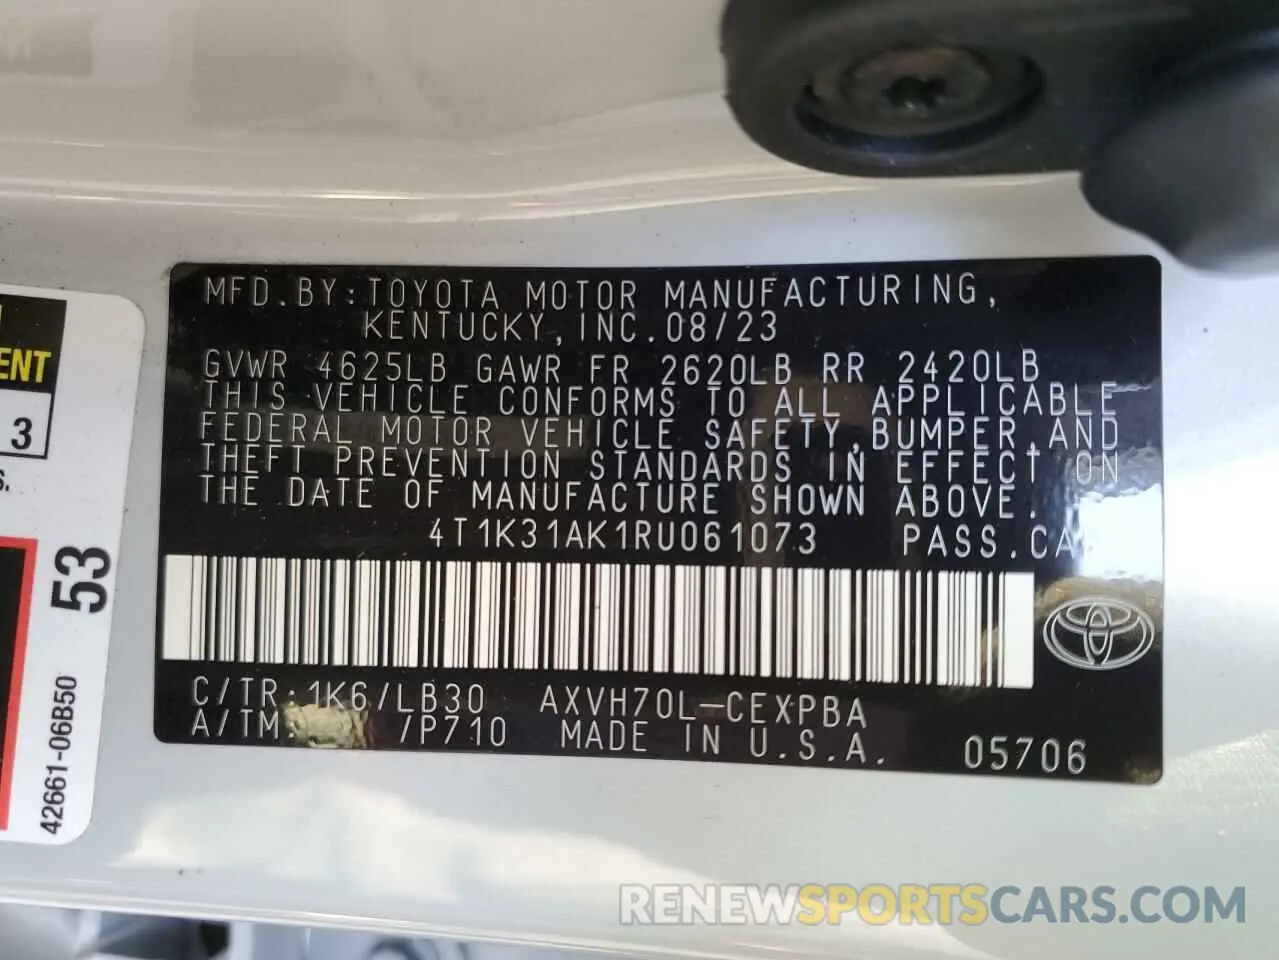 MFD.BY:TOYOTA MOTOR MANUFACTURING,
KENTUCKY,INC.08/23
GVWR 4625LB GAWR FR 2620LB RR 2420LB
THIS VEHICLE CONFORMS TO ALL APPLICABLE
FEDERAL MOTOR VEHICLE SAFETY,BUMPER,AND
THEFT PREVENTION STANDARDS IN EFFECT ON
THE DATE OF MANUFACTURE SHOWN ABOVE.
4T1K31AK1RU061073 PASS.CA
C/TR:1K6/LB30 AXVH70L-CEXPBA
A/TM: /P710 MADE IN U.S.A. 05706
ENT
3
S.
53
42661-06B50
RENEWSPORTSCARS.COM